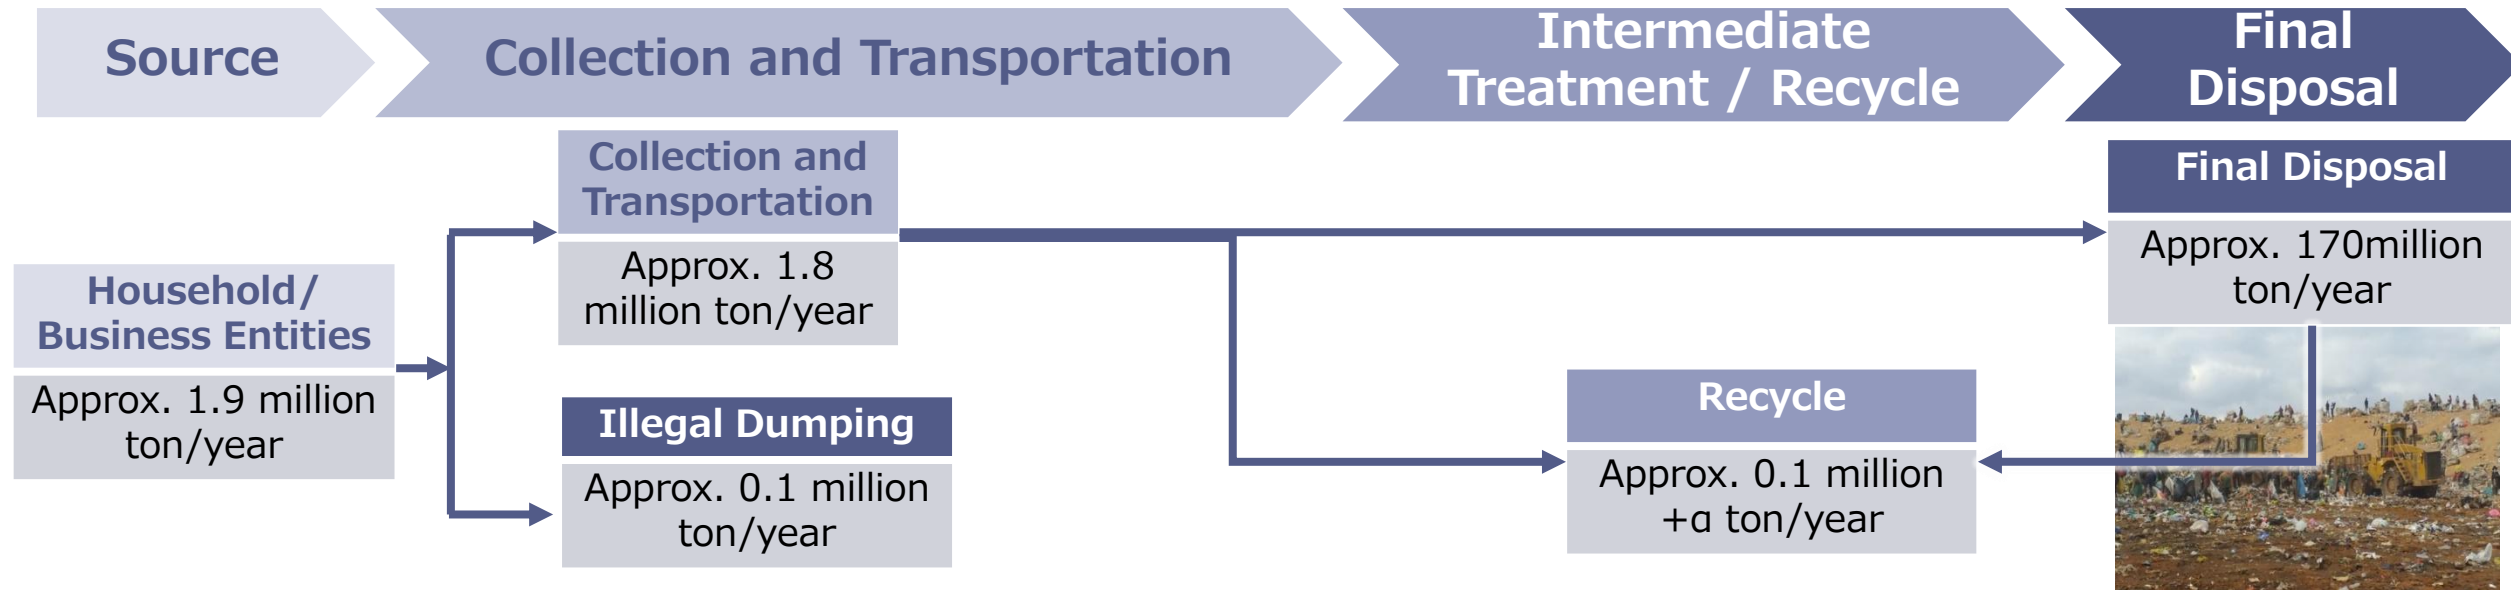 Source
Collection and Transportation
Intermediate
Treatment / Recycle
Final
Disposal
Collection and
Transportation
Approx. 1.8
million ton/year
Final Disposal
Approx. 170million
ton/year
Household/
Business Entities
Approx. 1.9 million
ton/year
Illegal Dumping
Approx. 0.1 million
ton/year
Recycle
Approx. 0.1 million
+α ton/year